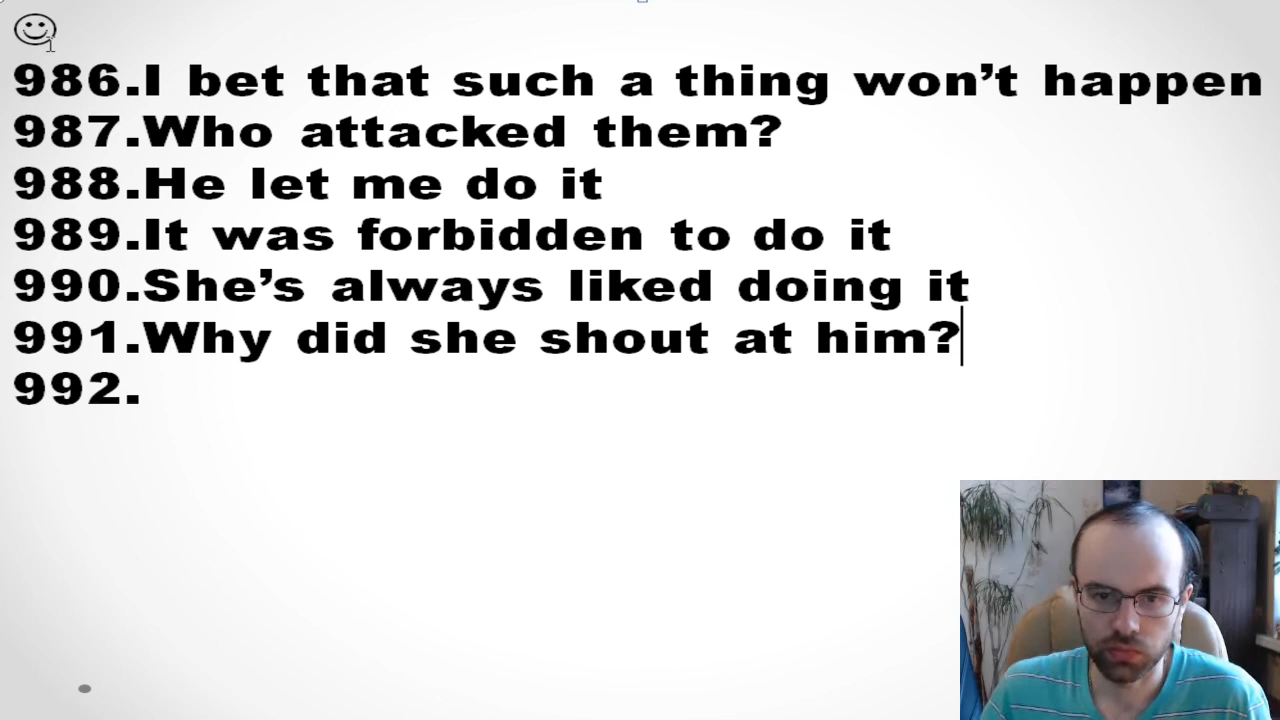 986.I bet that such a thing won’t happen
987.Who attacked them?
988.He let me do it
989.It was forbidden to do it
990.She’s always liked doing it
991.Why did she shout at him?
992.